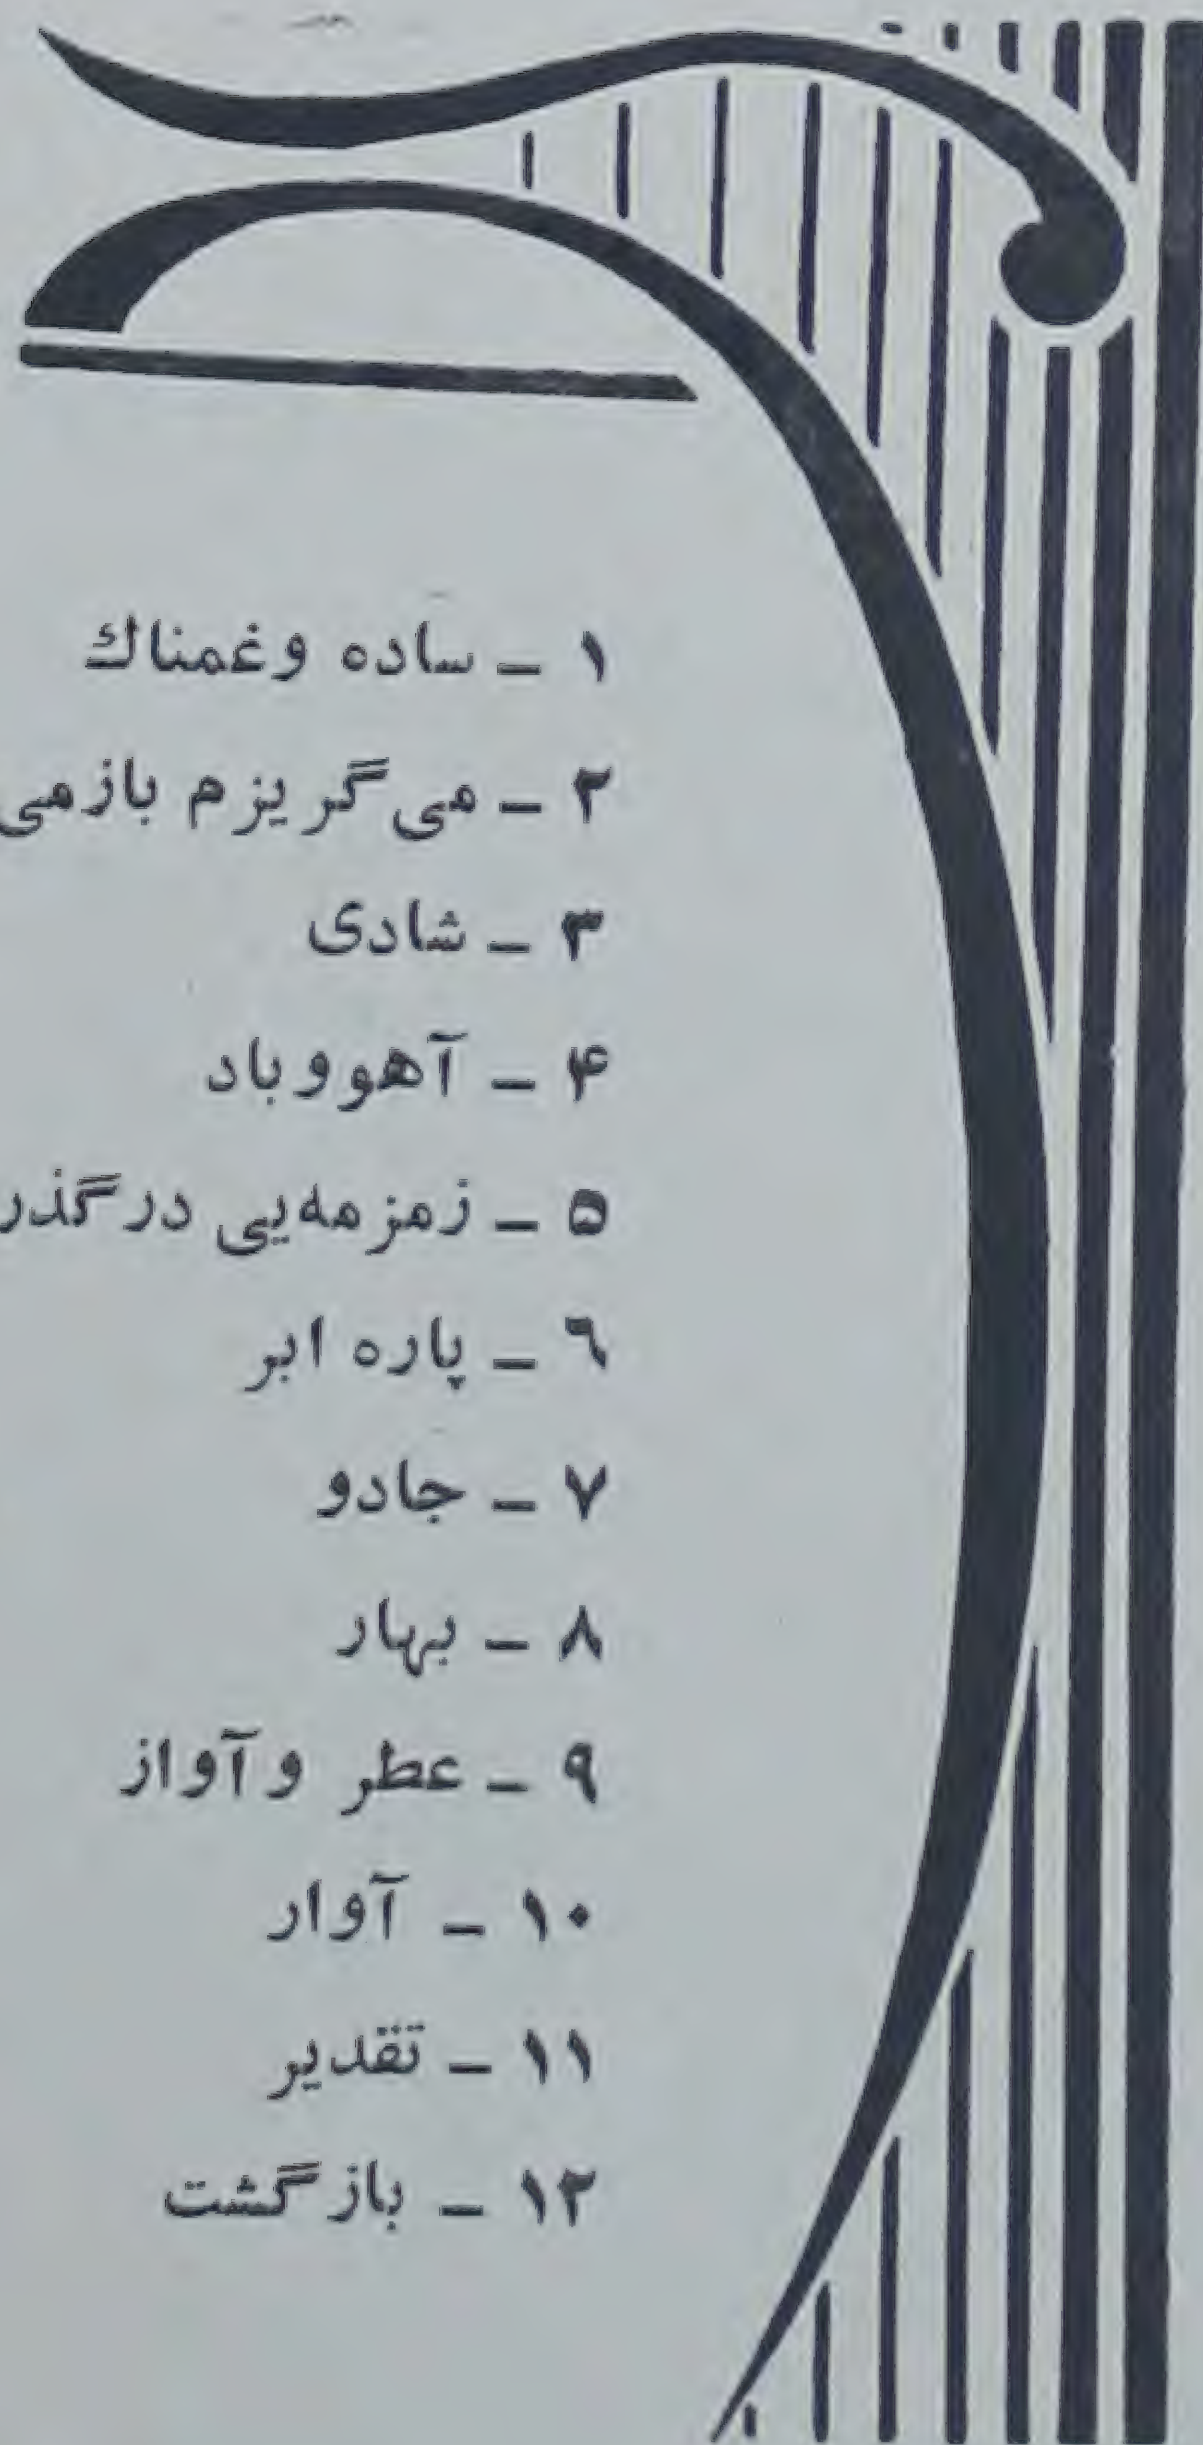 ۱ – ساده وغمناك
۲ – می‌گریزم بازمی
۳ – شادی
۴ – آهووباد
۵ – زمزمه‌یی درگذر
۶ – پاره ابر
۷ – جادو
۸ – بهار
۹ – عطر وآواز
۱۰ – آوار
۱۱ – تقدیر
۱۲ – بازگشت